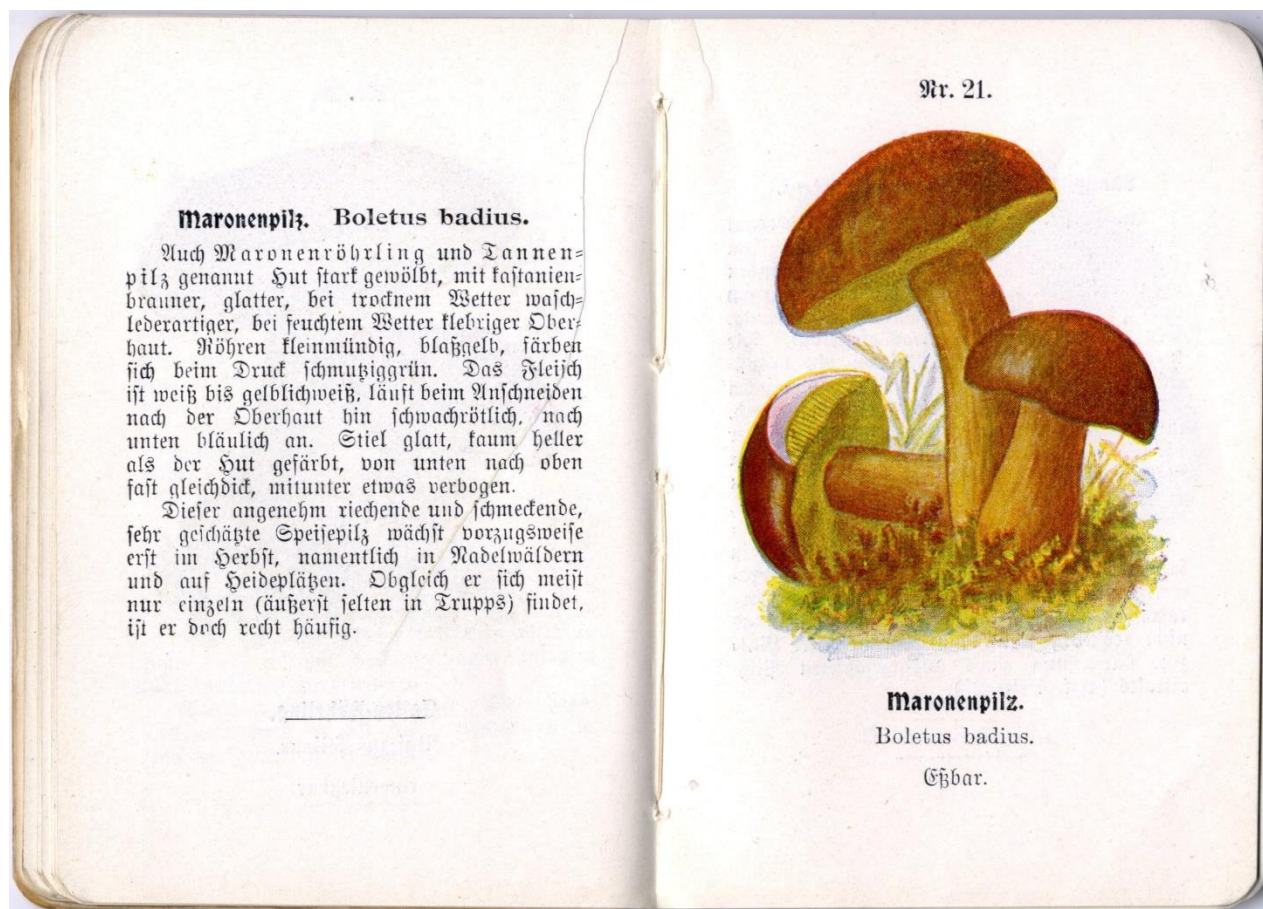 Maronenpilz. Boletus badius.
Auch Maronenröhrling und Tannen-
pilz genannt Hut stark gewölbt, mit kastanien-
brauner, glatter, bei trocknem Wetter wasch-
lederartiger, bei feuchtem Wetter klebriger Ober-
haut. Röhren kleinmündig, blaßgelb, färben
sich beim Druck schmutziggrün. Das Fleisch
ist weiß bis gelblichweiß, läuft beim Anschneiden
nach der Oberhaut hin schwachrötlich, nach
unten bläulich an. Stiel glatt, kaum heller
als der Hut gefärbt, von unten nach oben
fast gleichdick, mitunter etwas verbogen.
Dieser angenehm riechende und schmeckende,
sehr geschätzte Speisepilz wächst vorzugsweise
erst im Herbst, namentlich in Nadelwäldern
und auf Heideplätzen. Obgleich er sich meist
nur einzeln (äußerst selten in Trupps) findet,
ist er doch recht häufig.
Nr. 21.
Maronenpilz.
Boletus badius.
Eßbar.